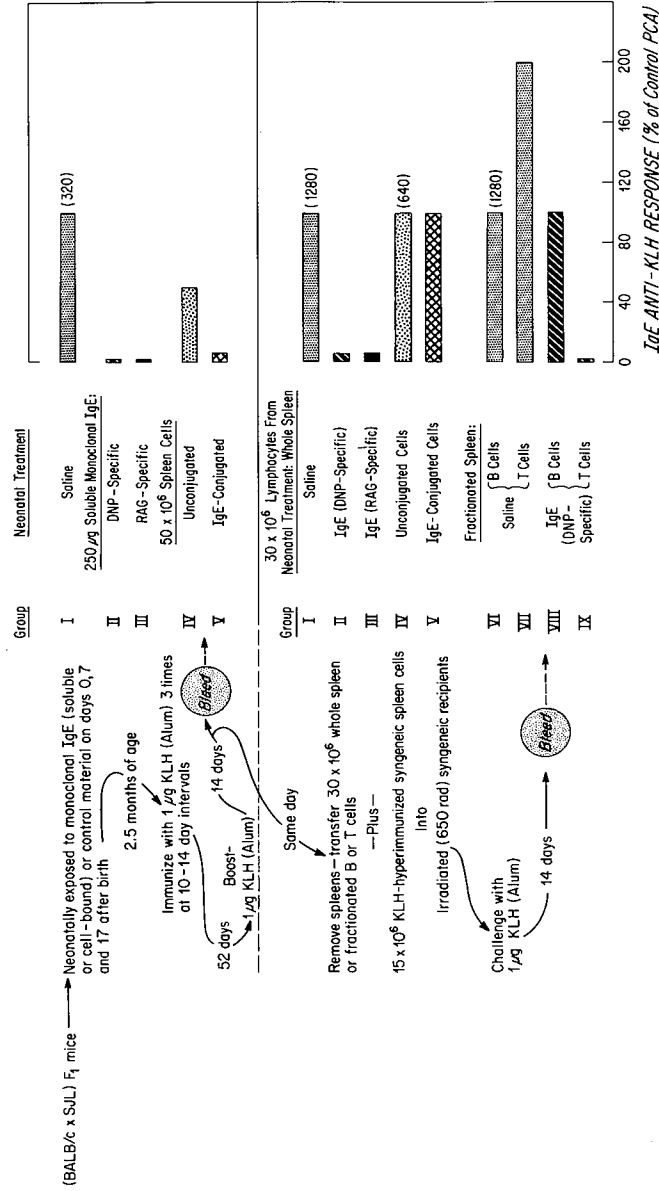 (BALB/c x SJL) F₁ mice
Neonatally exposed to monoclonal IgE (soluble
or cell-bound) or control material on days 0,7
and 17 after birth
2.5 months of age
Immunize with 1 µg KLH (Alum) 3 times
at 10-14 day intervals
52 days
Boost-
1 µg KLH (Alum)
14 days
Bleed
Same day
Remove spleens - transfer 30 x 10⁶ whole spleen
or fractionated B or T cells
—Plus—
15 x 10⁶ KLH-hyperimmunized syngeneic spleen cells
Into
Irradiated (650 rad) syngeneic recipients
Challenge with
1 µg KLH (Alum)
14 days
Bleed
Group
Neonatal Treatment
I
Saline
(320)
250 µg Soluble Monoclonal IgE:
II
DNP-Specific
III
RAG-Specific
50 x 10⁶ Spleen Cells
IV
Unconjugated
V
IgE-Conjugated
Group
30 x 10⁶ Lymphocytes From
Neonatal Treatment: Whole Spleen
I
Saline
(1280)
II
IgE (DNP-Specific)
III
IgE (RAG-Specific)
IV
Unconjugated Cells
(640)
V
IgE-Conjugated Cells
Fractionated Spleen:
VI
B Cells
(1280)
Saline
VII
T Cells
VIII
B Cells
IgE
(DNP-
Specific)
IX
T Cells
0
40
80
120
160
200
IgE ANTI-KLH RESPONSE (% of Control PCA)